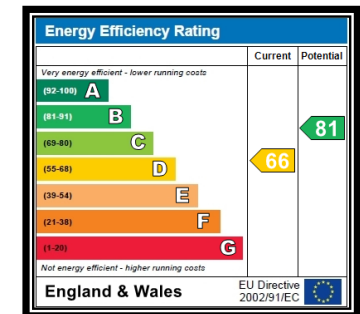 Energy Efficiency Rating
Current Potential
Very energy efficient - lower running costs
(92-100) A
(81-91) B
81
(69-80) C
(55-68) D
66
(39-54) E
(21-38) F
(1-20) G
Not energy efficient - higher running costs
England & Wales
EU Directive
2002/91/EC